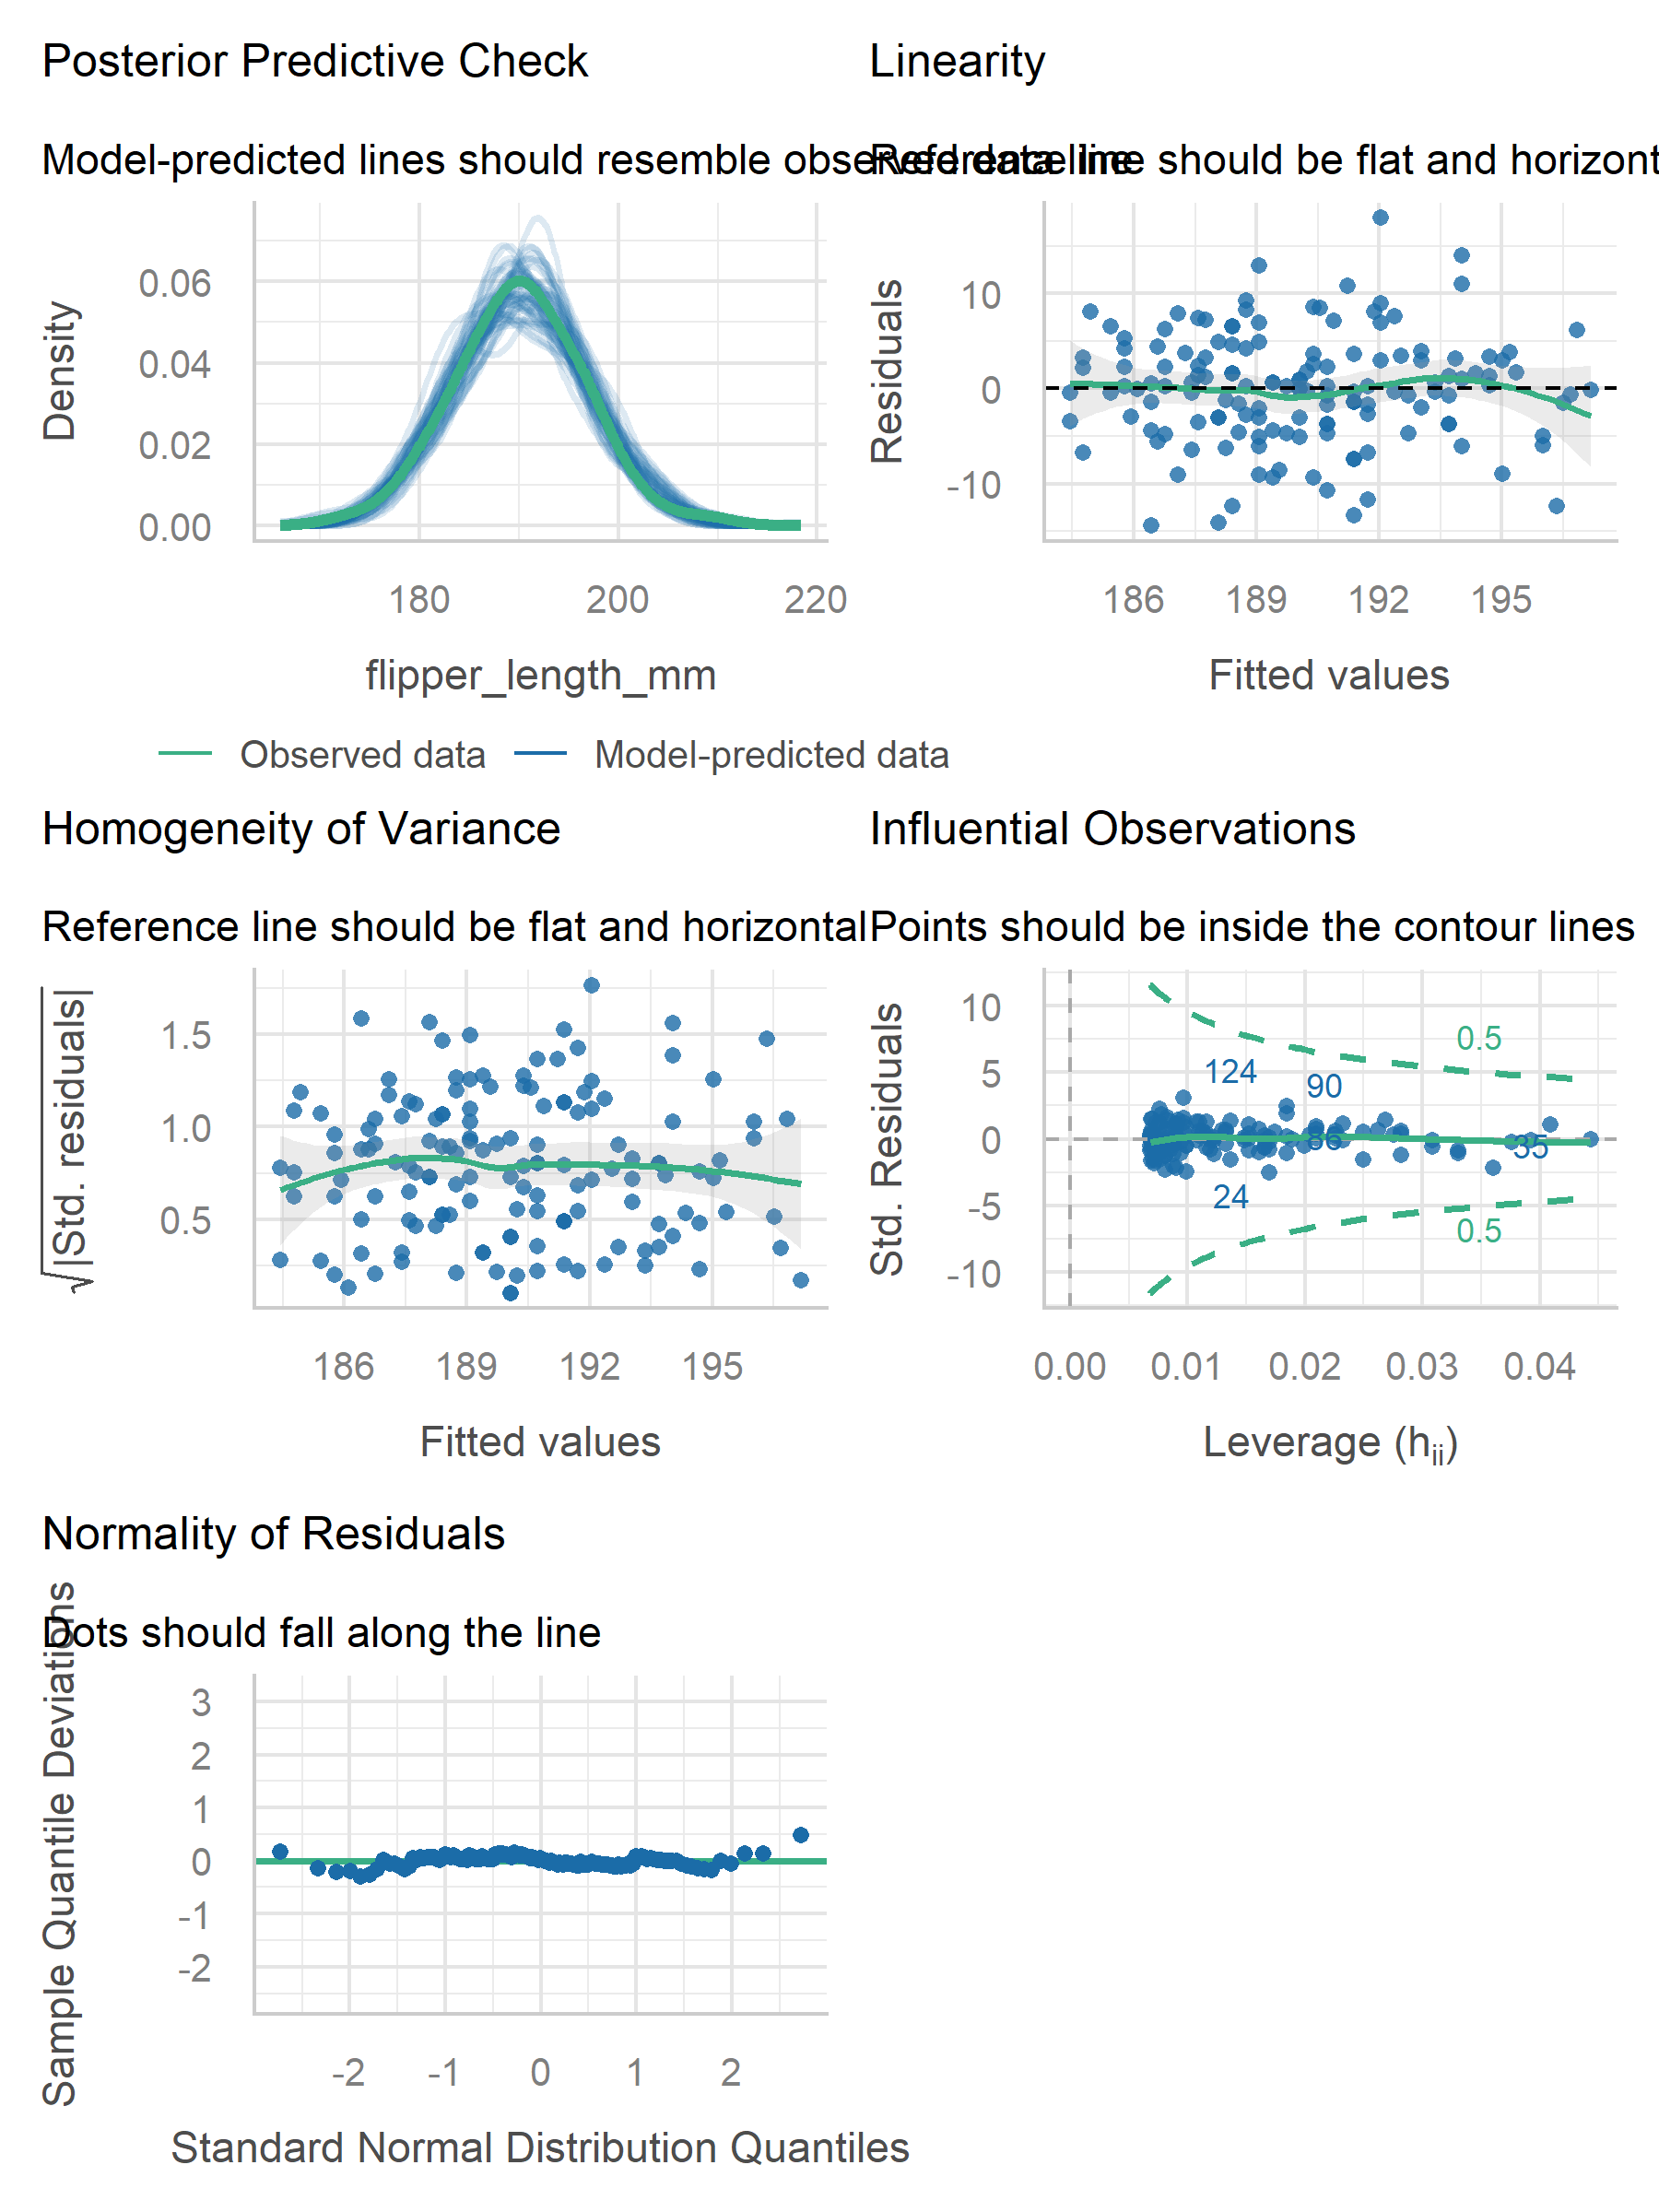 Posterior Predictive Check
Model-predicted lines should resemble observed data line
Density
0.06
0.04
0.02
0.00
180 200 220
flipper_length_mm
Observed data Model-predicted data
Linearity
Reference line should be flat and horizont
Residuals
10
0
-10
186 189 192 195
Fitted values
Homogeneity of Variance
Reference line should be flat and horizontal
√|Std. residuals|
1.5
1.0
0.5
186 189 192 195
Fitted values
Influential Observations
Points should be inside the contour lines
Std. Residuals
10
5
0
-5
-10
0.5
124
90
86
35
24
0.5
0.00 0.01 0.02 0.03 0.04
Leverage (hii)
Normality of Residuals
Dots should fall along the line
Sample Quantile Deviations
3
2
1
0
-1
-2
-2 -1 0 1 2
Standard Normal Distribution Quantiles